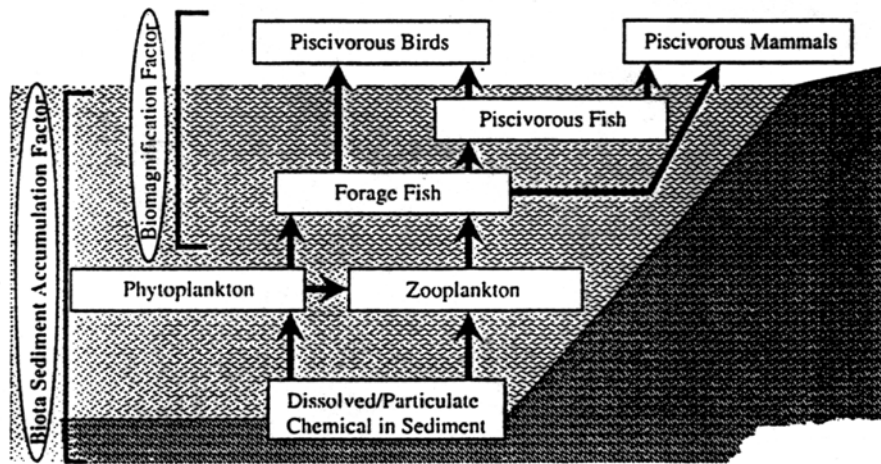 Piscivorous Birds
Piscivorous Mammals
Biomagnification Factor
Biota Sediment Accumulation Factor
Piscivorous Fish
Forage Fish
Phytoplankton
Zooplankton
Dissolved/Particulate
Chemical in Sediment